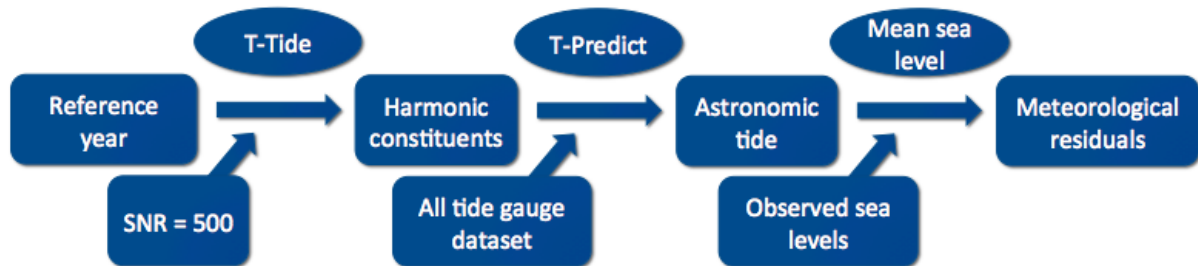 T-Tide
T-Predict
Mean sea
level
Reference
year
Harmonic
constituents
Astronomic
tide
Meteorological
residuals
SNR = 500
All tide gauge
dataset
Observed sea
levels